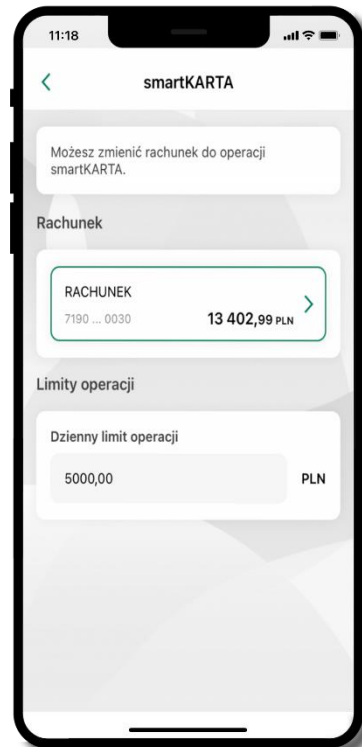 11:18
smartKARTA
Możesz zmienić rachunek do operacji
smartKARTA.
Rachunek
RACHUNEK
7190 ... 0030
13 402,99 PLN
Limity operacji
Dzienny limit operacji
5000,00
PLN